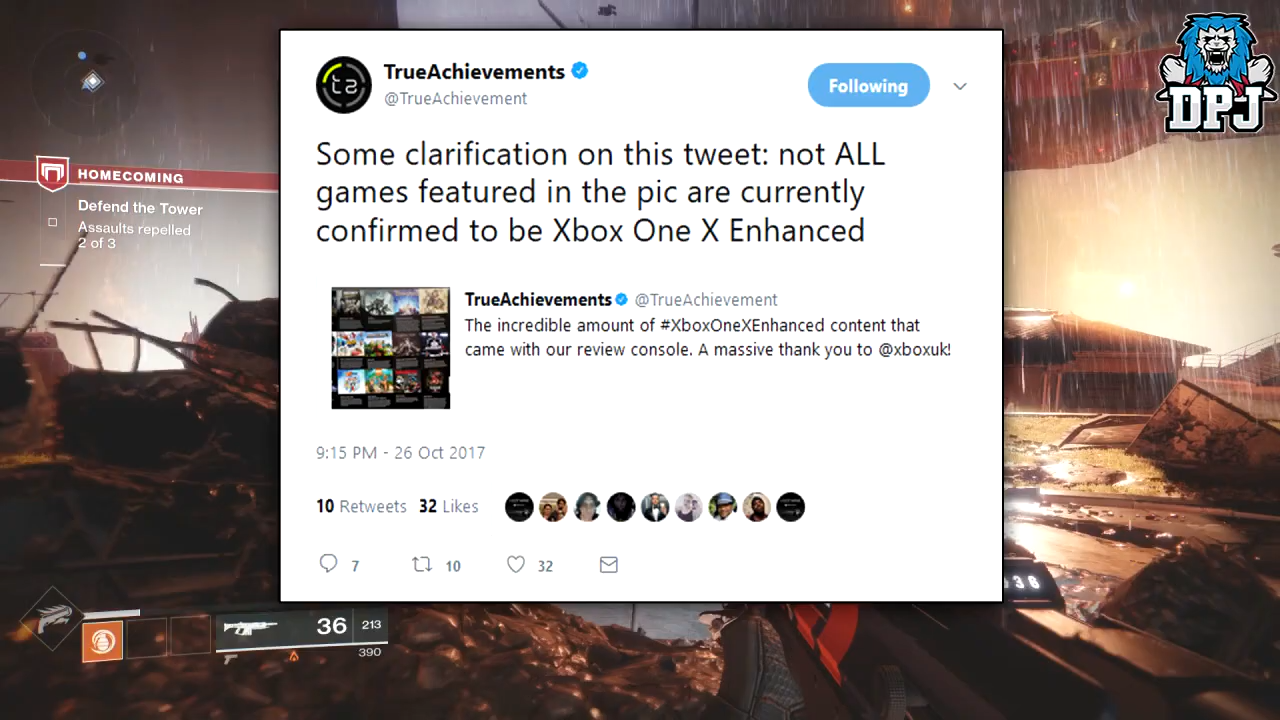 DPJ
TrueAchievements
@TrueAchievement
Following
Some clarification on this tweet: not ALL
games featured in the pic are currently
confirmed to be Xbox One X Enhanced
TrueAchievements @TrueAchievement
The incredible amount of #XboxOneXEnhanced content that
came with our review console. A massive thank you to @xboxuk!
9:15 PM - 26 Oct 2017
10 Retweets 32 Likes
7 10 32
HOMECOMING
Defend the Tower
Assaults repelled
2 of 3
36 213
390